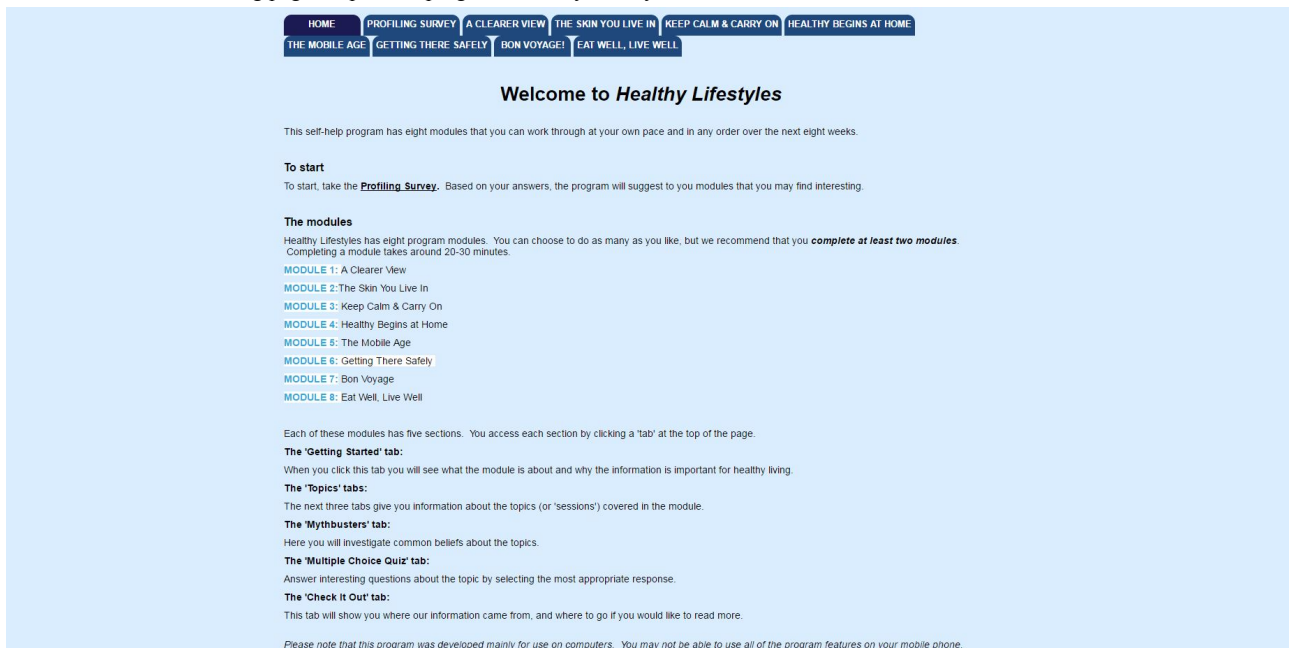 HOME PROFILING SURVEY A CLEARER VIEW THE SKIN YOU LIVE IN KEEP CALM & CARRY ON HEALTHY BEGINS AT HOME
THE MOBILE AGE GETTING THERE SAFELY BON VOYAGE! EAT WELL, LIVE WELL
Welcome to Healthy Lifestyles
This self-help program has eight modules that you can work through at your own pace and in any order over the next eight weeks.
To start
To start, take the Profiling Survey. Based on your answers, the program will suggest to you modules that you may find interesting.
The modules
Healthy Lifestyles has eight program modules. You can choose to do as many as you like, but we recommend that you complete at least two modules.
Completing a module takes around 20-30 minutes.
MODULE 1: A Clearer View
MODULE 2:The Skin You Live In
MODULE 3: Keep Calm & Carry On
MODULE 4: Healthy Begins at Home
MODULE 5: The Mobile Age
MODULE 6: Getting There Safely
MODULE 7: Bon Voyage
MODULE 8: Eat Well, Live Well
Each of these modules has five sections. You access each section by clicking a 'tab' at the top of the page.
The 'Getting Started' tab:
When you click this tab you will see what the module is about and why the information is important for healthy living.
The 'Topics' tabs:
The next three tabs give you information about the topics (or 'sessions') covered in the module.
The 'Mythbusters' tab:
Here you will investigate common beliefs about the topics.
The 'Multiple Choice Quiz' tab:
Answer interesting questions about the topic by selecting the most appropriate response.
The 'Check It Out' tab:
This tab will show you where our information came from, and where to go if you would like to read more.
Please note that this program was developed mainly for use on computers. You may not be able to use all of the program features on your mobile phone.